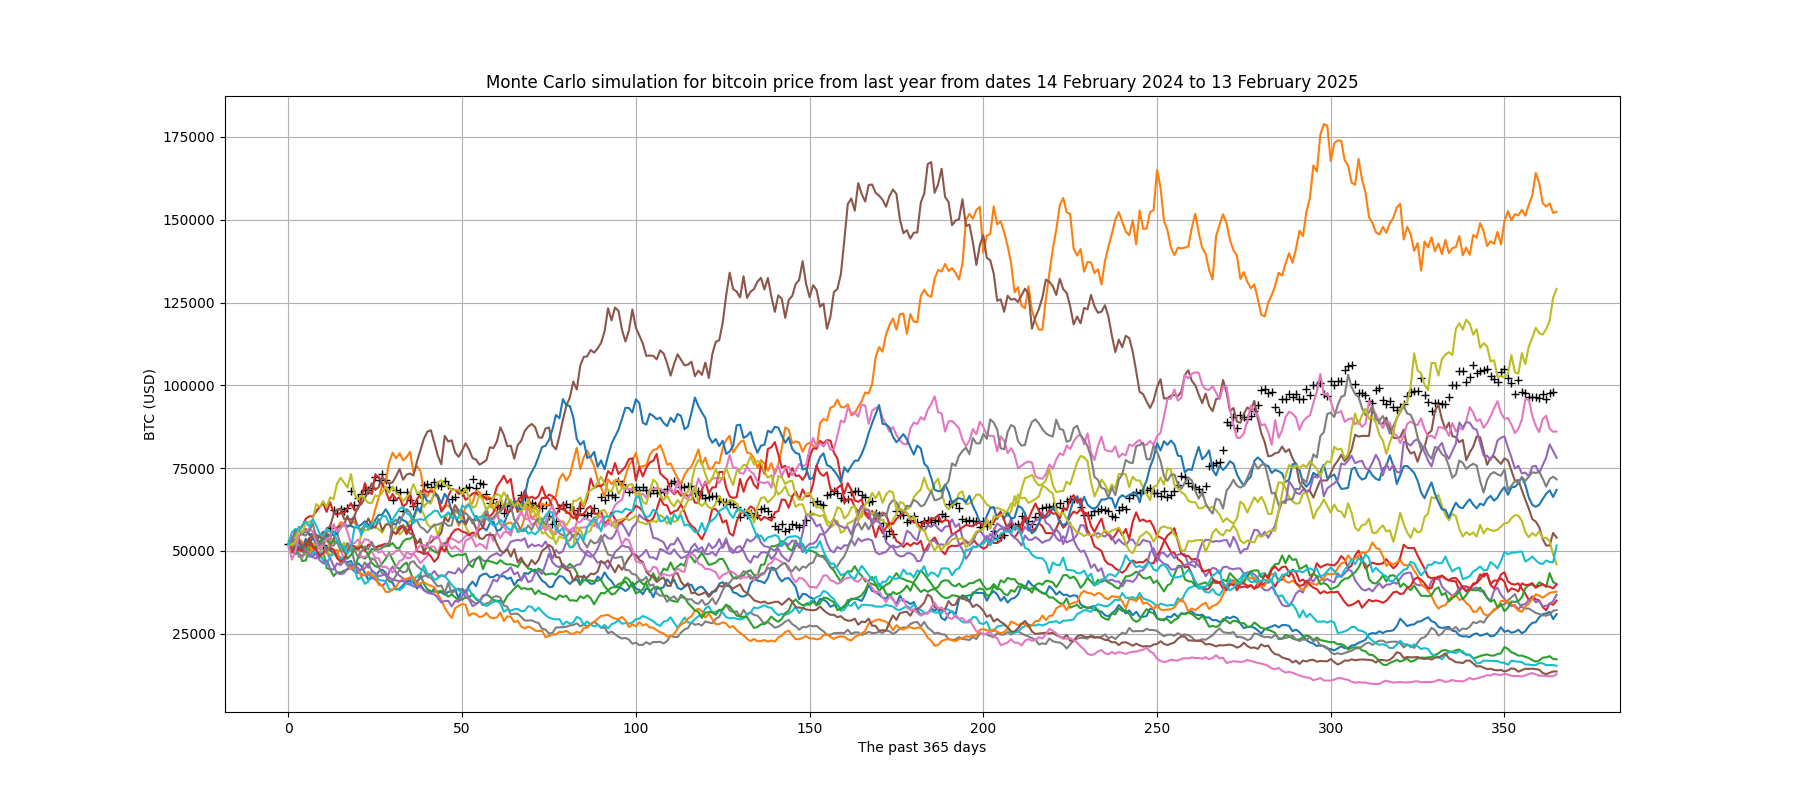 Monte Carlo simulation for bitcoin price from last year from dates 14 February 2024 to 13 February 2025
175000
150000
125000
100000
75000
50000
25000
BTC (USD)
0 50 100 150 200 250 300 350
The past 365 days